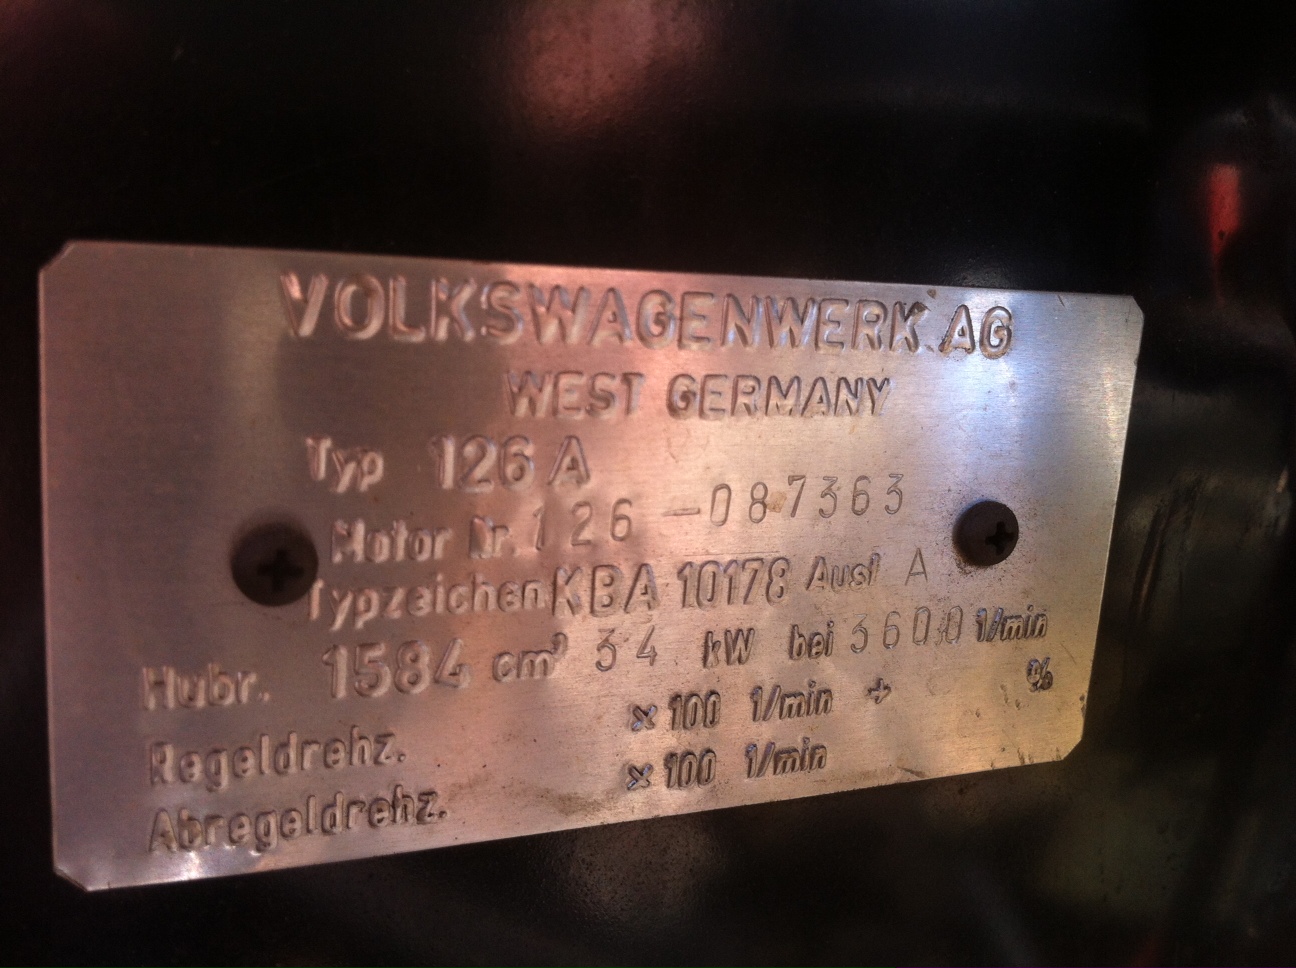 VOLKSWAGENWERK AG
WEST GERMANY
Typ 126 A
Motor Nr. 126 - 087363
Typzeichen KBA 10178 Ausf A
Hubr. 1584 cm³ 34 kW bei 3600 1/min
Regeldrehz. × 100 1/min + %
Abregeldrehz. × 100 1/min